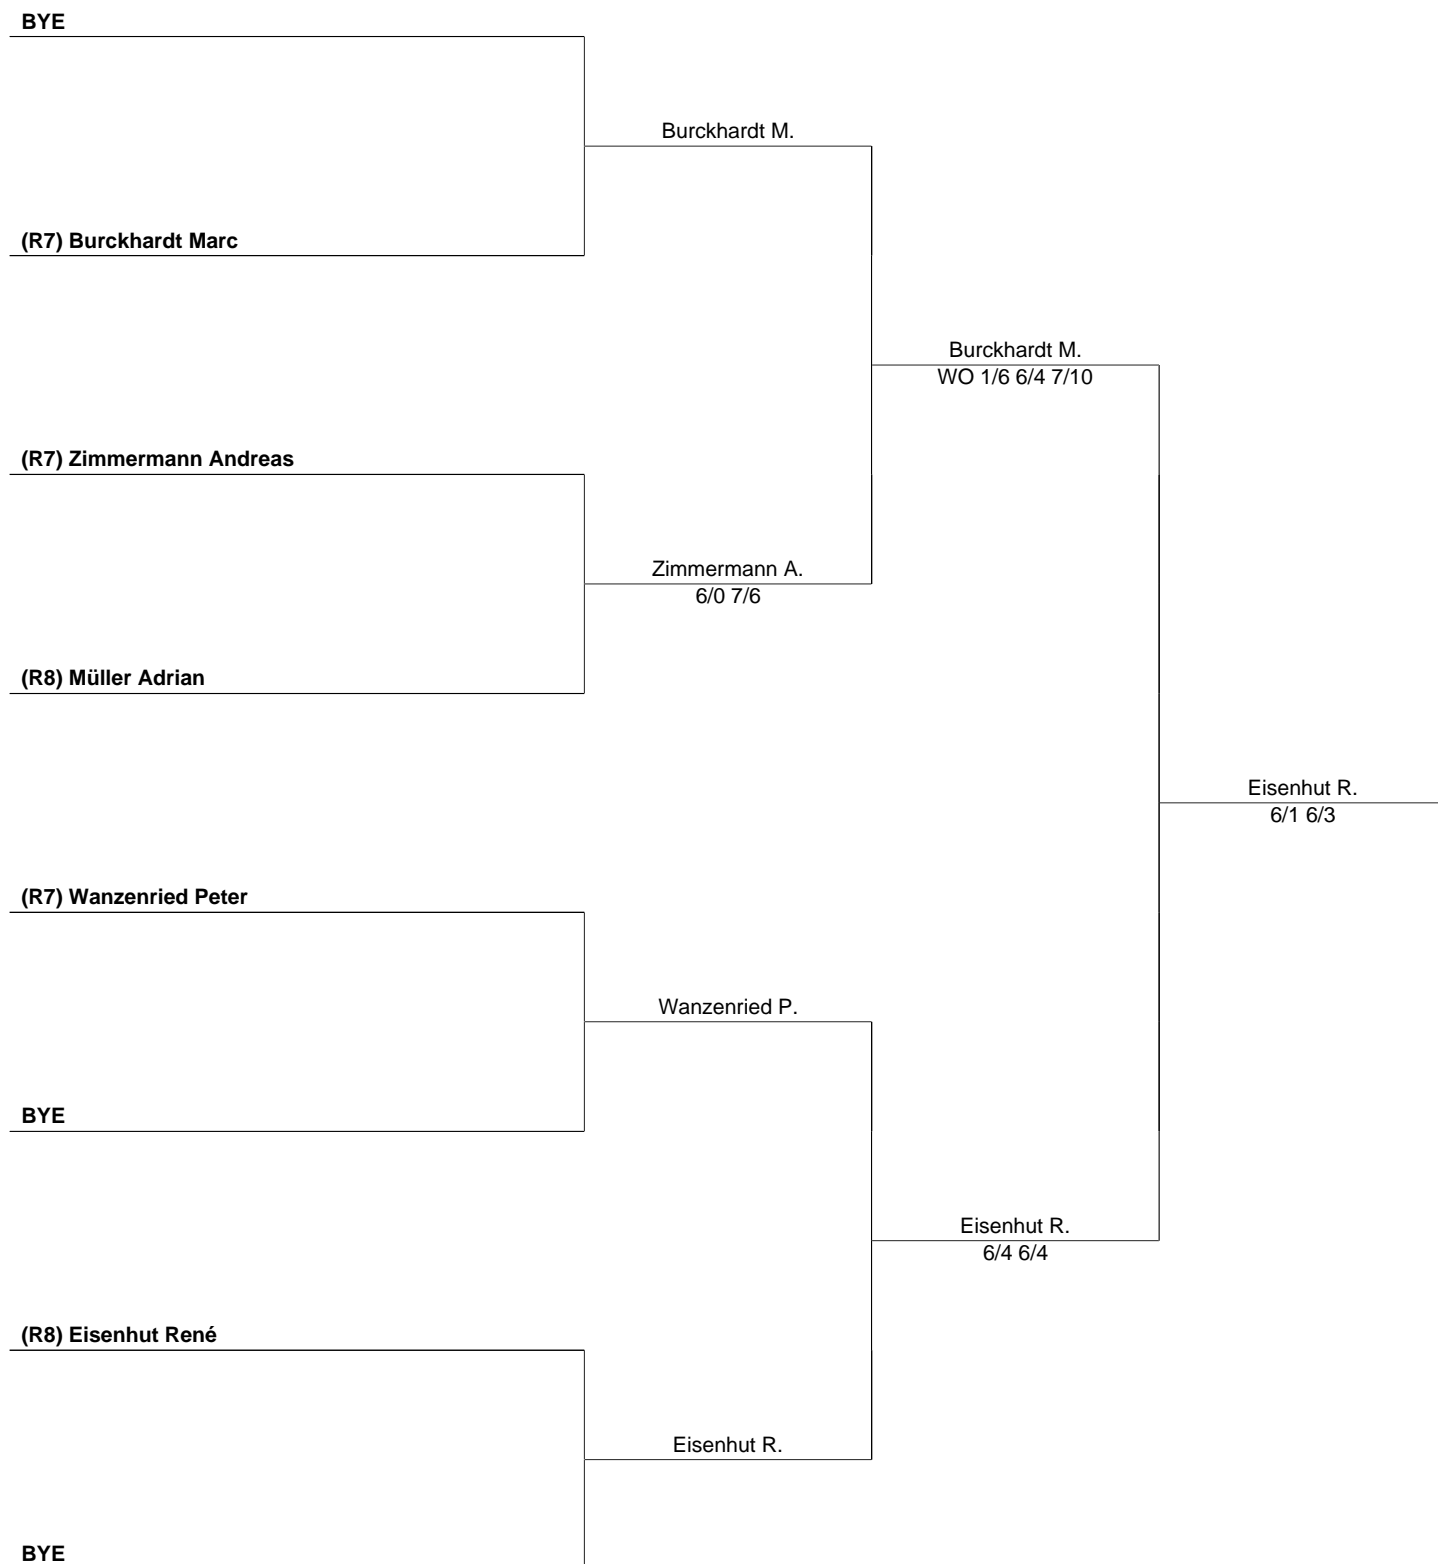 BYE
Burckhardt M.
(R7) Burckhardt Marc
Burckhardt M.
WO 1/6 6/4 7/10
(R7) Zimmermann Andreas
Zimmermann A.
6/0 7/6
(R8) Müller Adrian
Eisenhut R.
6/1 6/3
(R7) Wanzenried Peter
Wanzenried P.
BYE
Eisenhut R.
6/4 6/4
(R8) Eisenhut René
Eisenhut R.
BYE